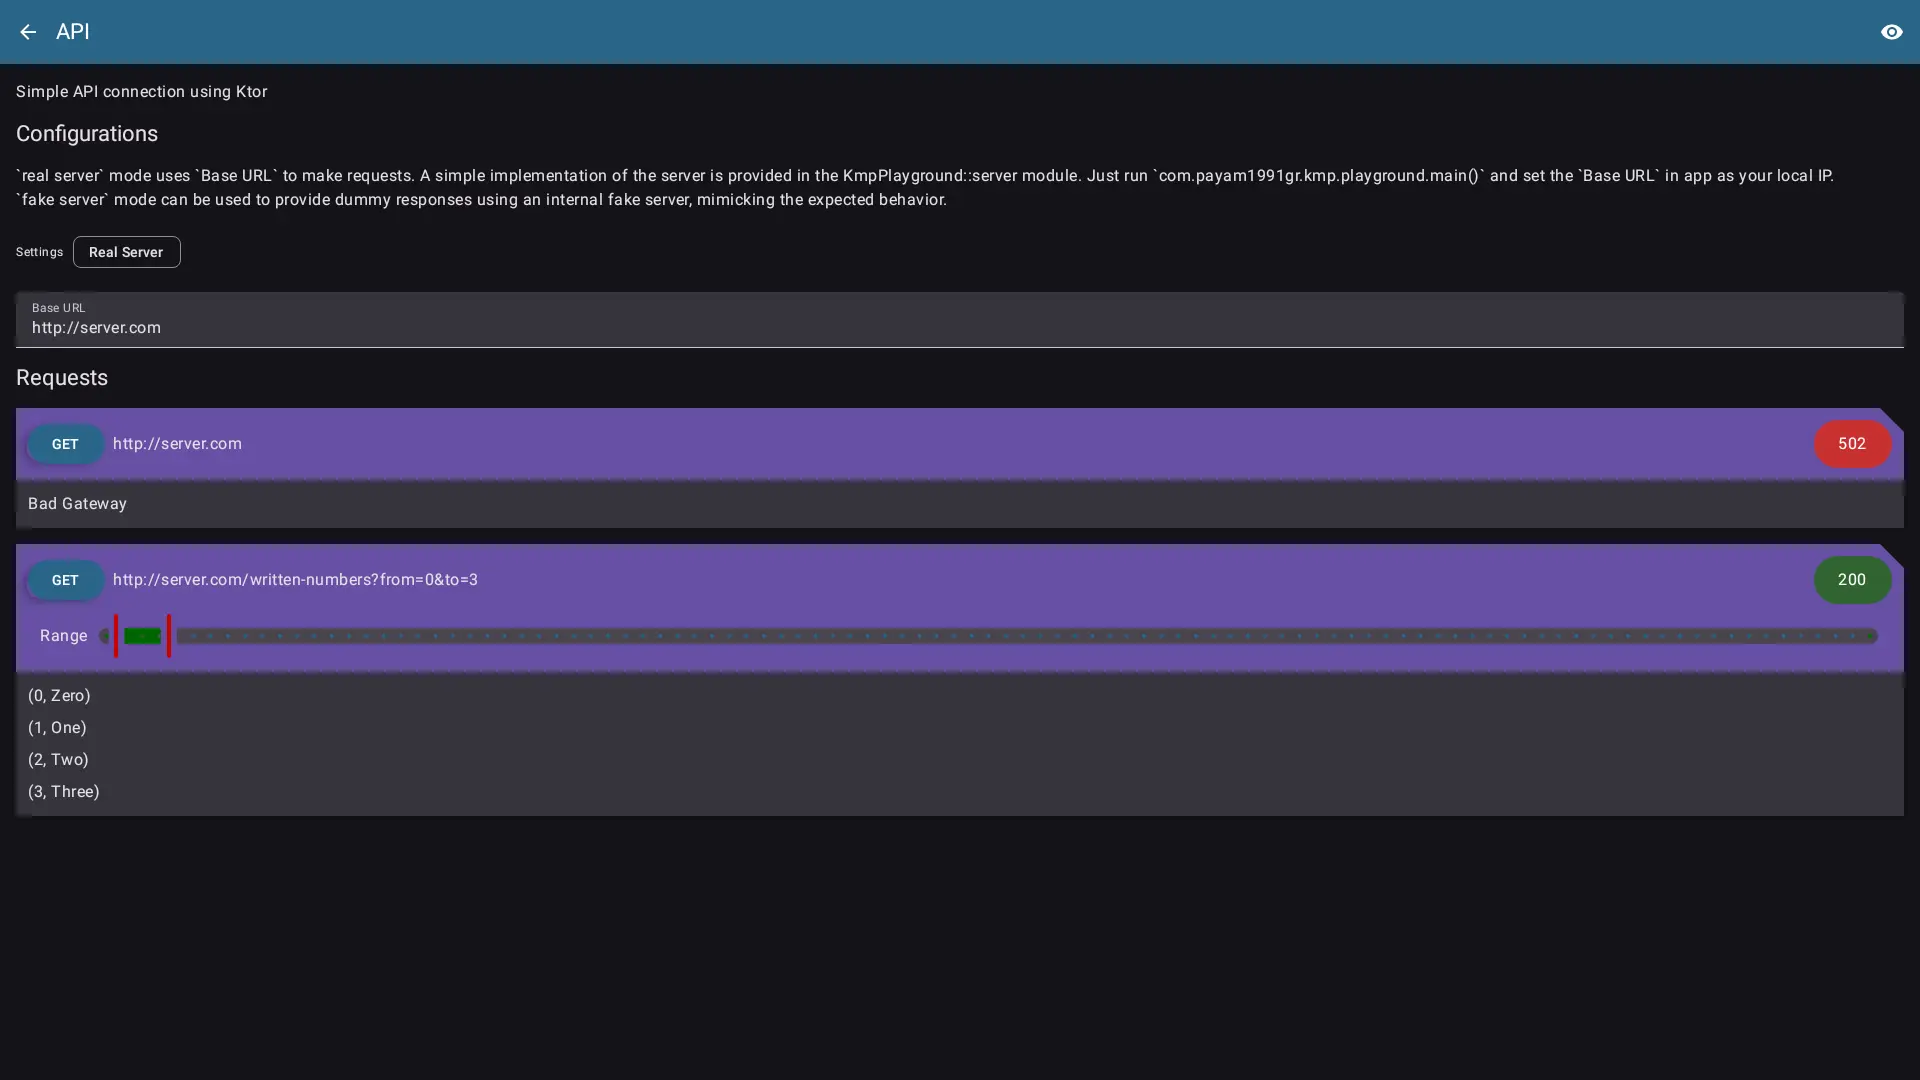 API
Simple API connection using Ktor
Configurations
`real server` mode uses `Base URL` to make requests. A simple implementation of the server is provided in the KmpPlayground::server module. Just run `com.payam1991gr.kmp.playground.main()` and set the `Base URL` in app as your local IP.
`fake server` mode can be used to provide dummy responses using an internal fake server, mimicking the expected behavior.
Settings Real Server
Base URL
http://server.com
Requests
GET http://server.com 502
Bad Gateway
GET http://server.com/written-numbers?from=0&to=3 200
Range
(0, Zero)
(1, One)
(2, Two)
(3, Three)